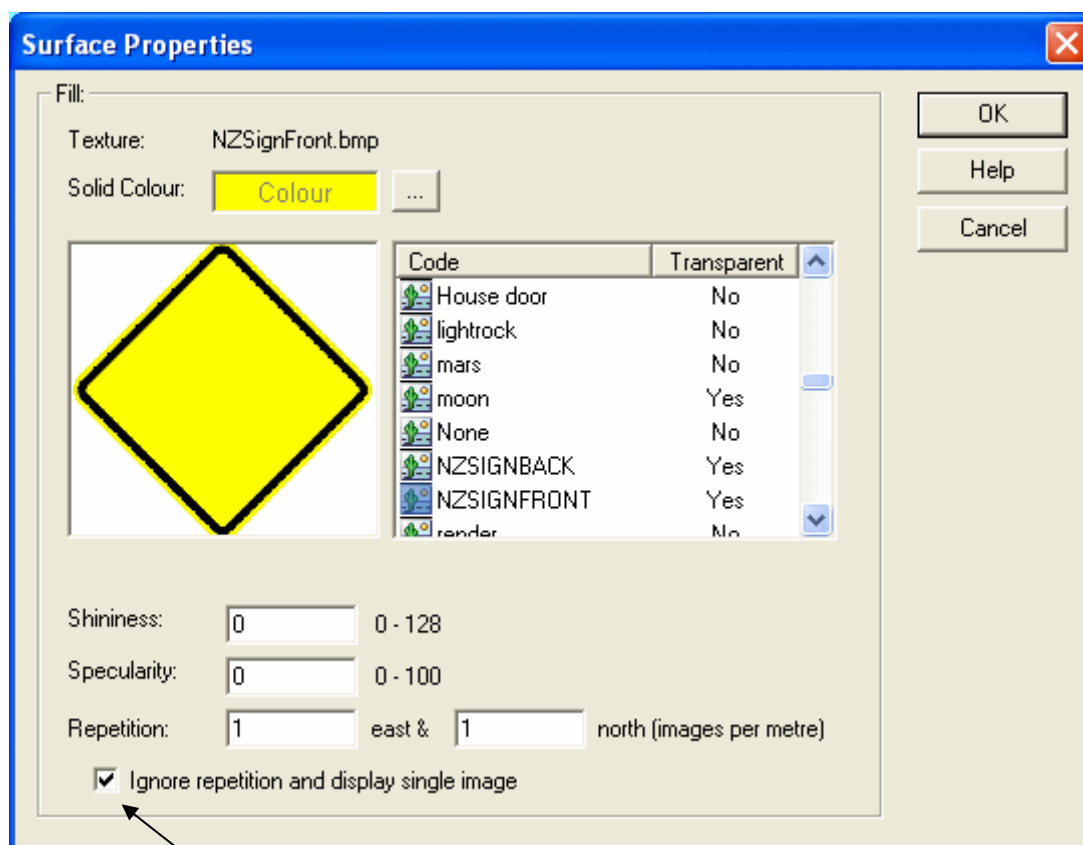 Surface Properties
Fill:
Texture: NZSignFront.bmp
Solid Colour: Colour ...
Code Transparent
House door No
lightrock No
mars No
moon Yes
None No
NZSIGNBACK Yes
NZSIGNFRONT Yes
render No
Shininess: 0 0 - 128
Specularity: 0 0 - 100
Repetition: 1 east & 1 north (images per metre)
Ignore repetition and display single image
OK
Help
Cancel